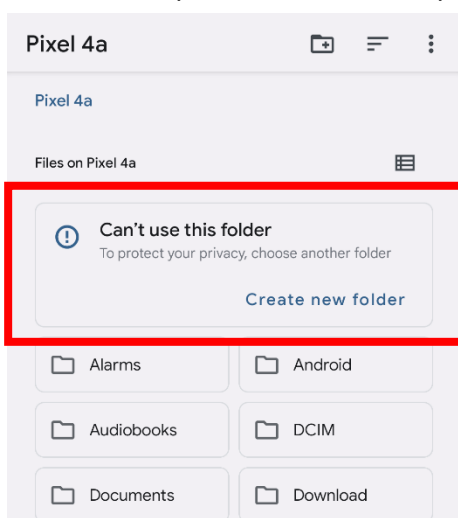 Pixel 4a
Pixel 4a
Files on Pixel 4a
Can't use this folder
To protect your privacy, choose another folder
Create new folder
Alarms
Android
Audiobooks
DCIM
Documents
Download